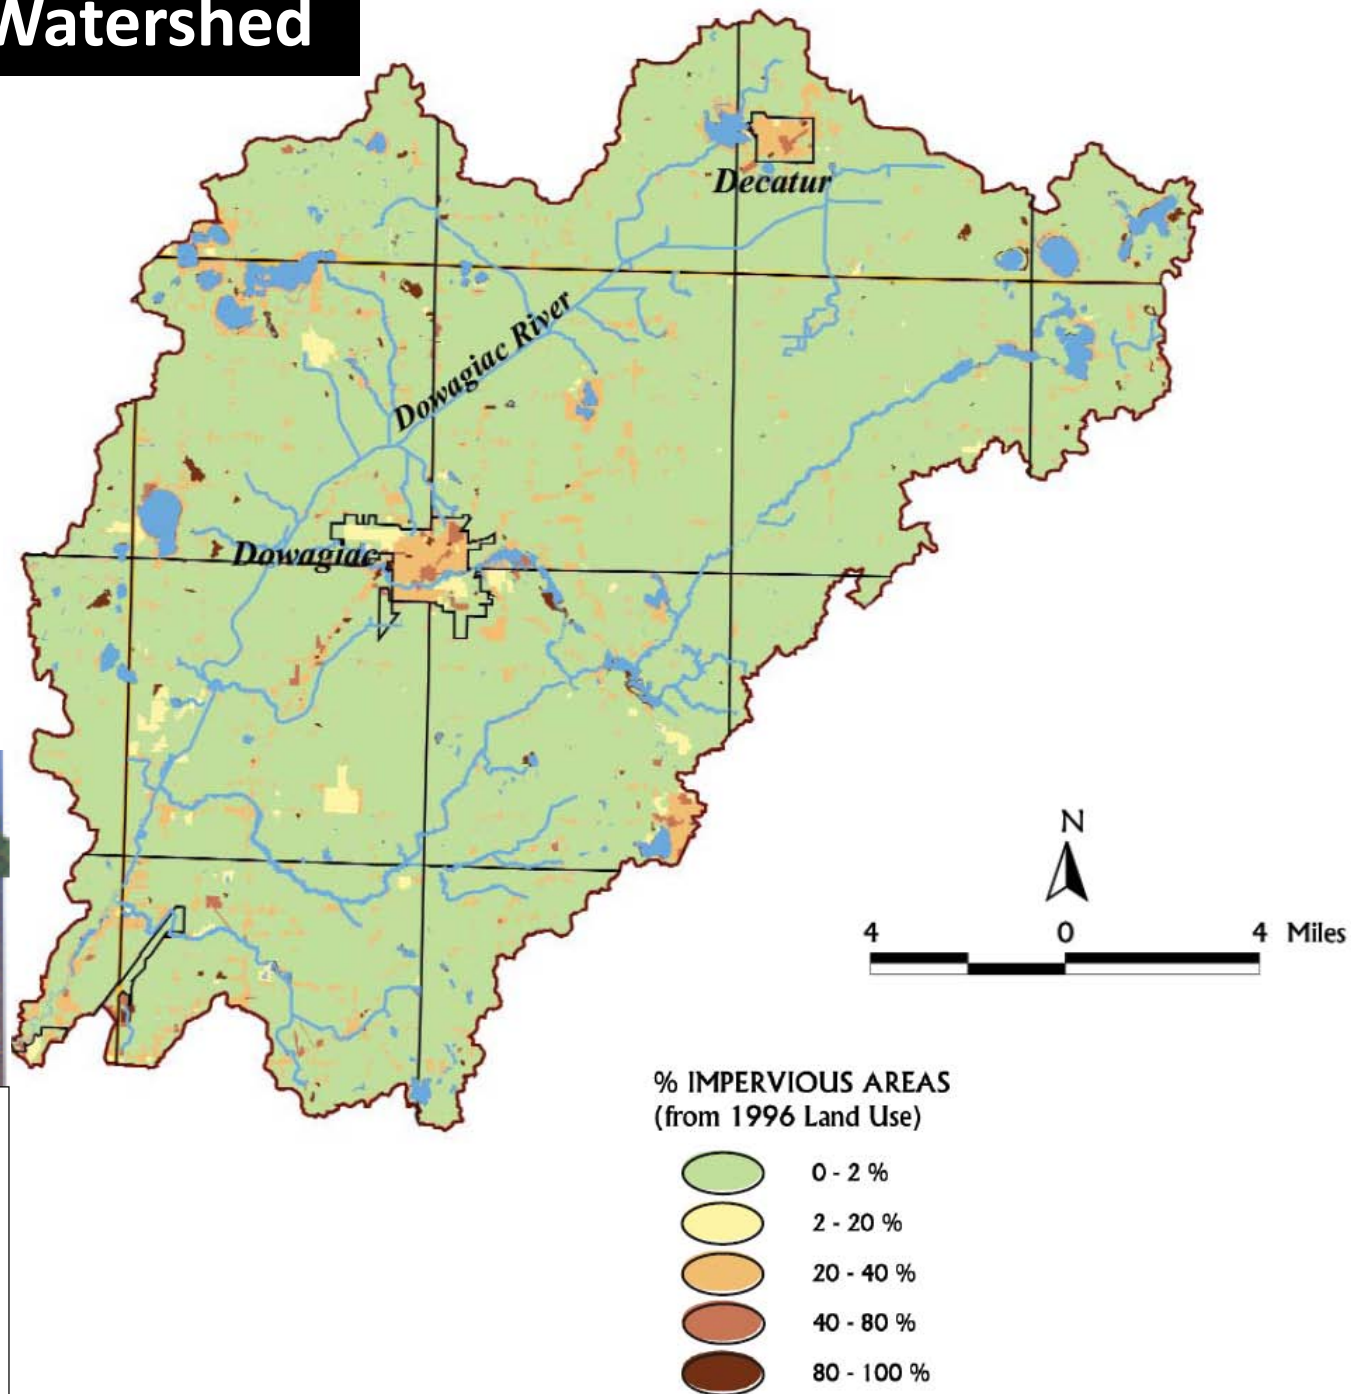 Watershed
Decatur
Dowagiac River
Dowagiac
N
4 0 4 Miles
% IMPERVIOUS AREAS
(from 1996 Land Use)
0 - 2 %
2 - 20 %
20 - 40 %
40 - 80 %
80 - 100 %